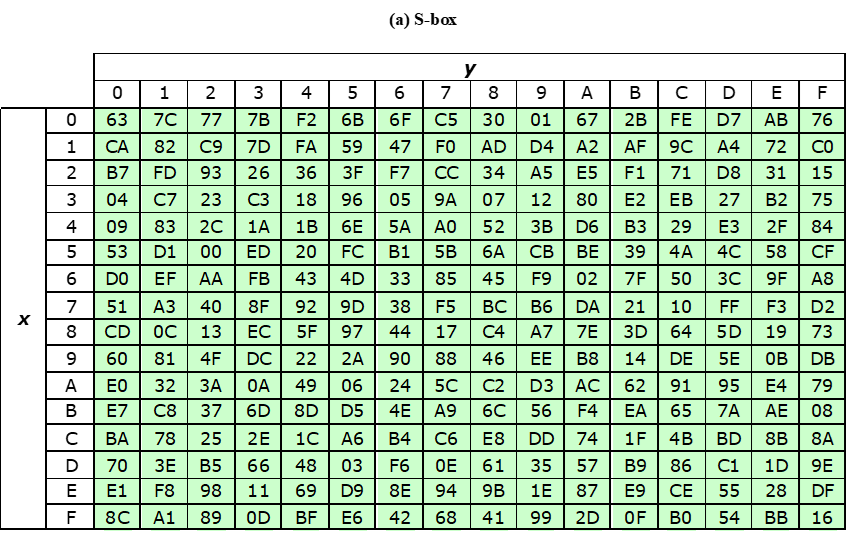 (a) S-box
y
0 1 2 3 4 5 6 7 8 9 A B C D E F
0 63 7C 77 7B F2 6B 6F C5 30 01 67 2B FE D7 AB 76
1 CA 82 C9 7D FA 59 47 F0 AD D4 A2 AF 9C A4 72 C0
2 B7 FD 93 26 36 3F F7 CC 34 A5 E5 F1 71 D8 31 15
3 04 C7 23 C3 18 96 05 9A 07 12 80 E2 EB 27 B2 75
4 09 83 2C 1A 1B 6E 5A A0 52 3B D6 B3 29 E3 2F 84
5 53 D1 00 ED 20 FC B1 5B 6A CB BE 39 4A 4C 58 CF
6 D0 EF AA FB 43 4D 33 85 45 F9 02 7F 50 3C 9F A8
x 7 51 A3 40 8F 92 9D 38 F5 BC B6 DA 21 10 FF F3 D2
8 CD 0C 13 EC 5F 97 44 17 C4 A7 7E 3D 64 5D 19 73
9 60 81 4F DC 22 2A 90 88 46 EE B8 14 DE 5E 0B DB
A E0 32 3A 0A 49 06 24 5C C2 D3 AC 62 91 95 E4 79
B E7 C8 37 6D 8D D5 4E A9 6C 56 F4 EA 65 7A AE 08
C BA 78 25 2E 1C A6 B4 C6 E8 DD 74 1F 4B BD 8B 8A
D 70 3E B5 66 48 03 F6 0E 61 35 57 B9 86 C1 1D 9E
E E1 F8 98 11 69 D9 8E 94 9B 1E 87 E9 CE 55 28 DF
F 8C A1 89 0D BF E6 42 68 41 99 2D 0F B0 54 BB 16